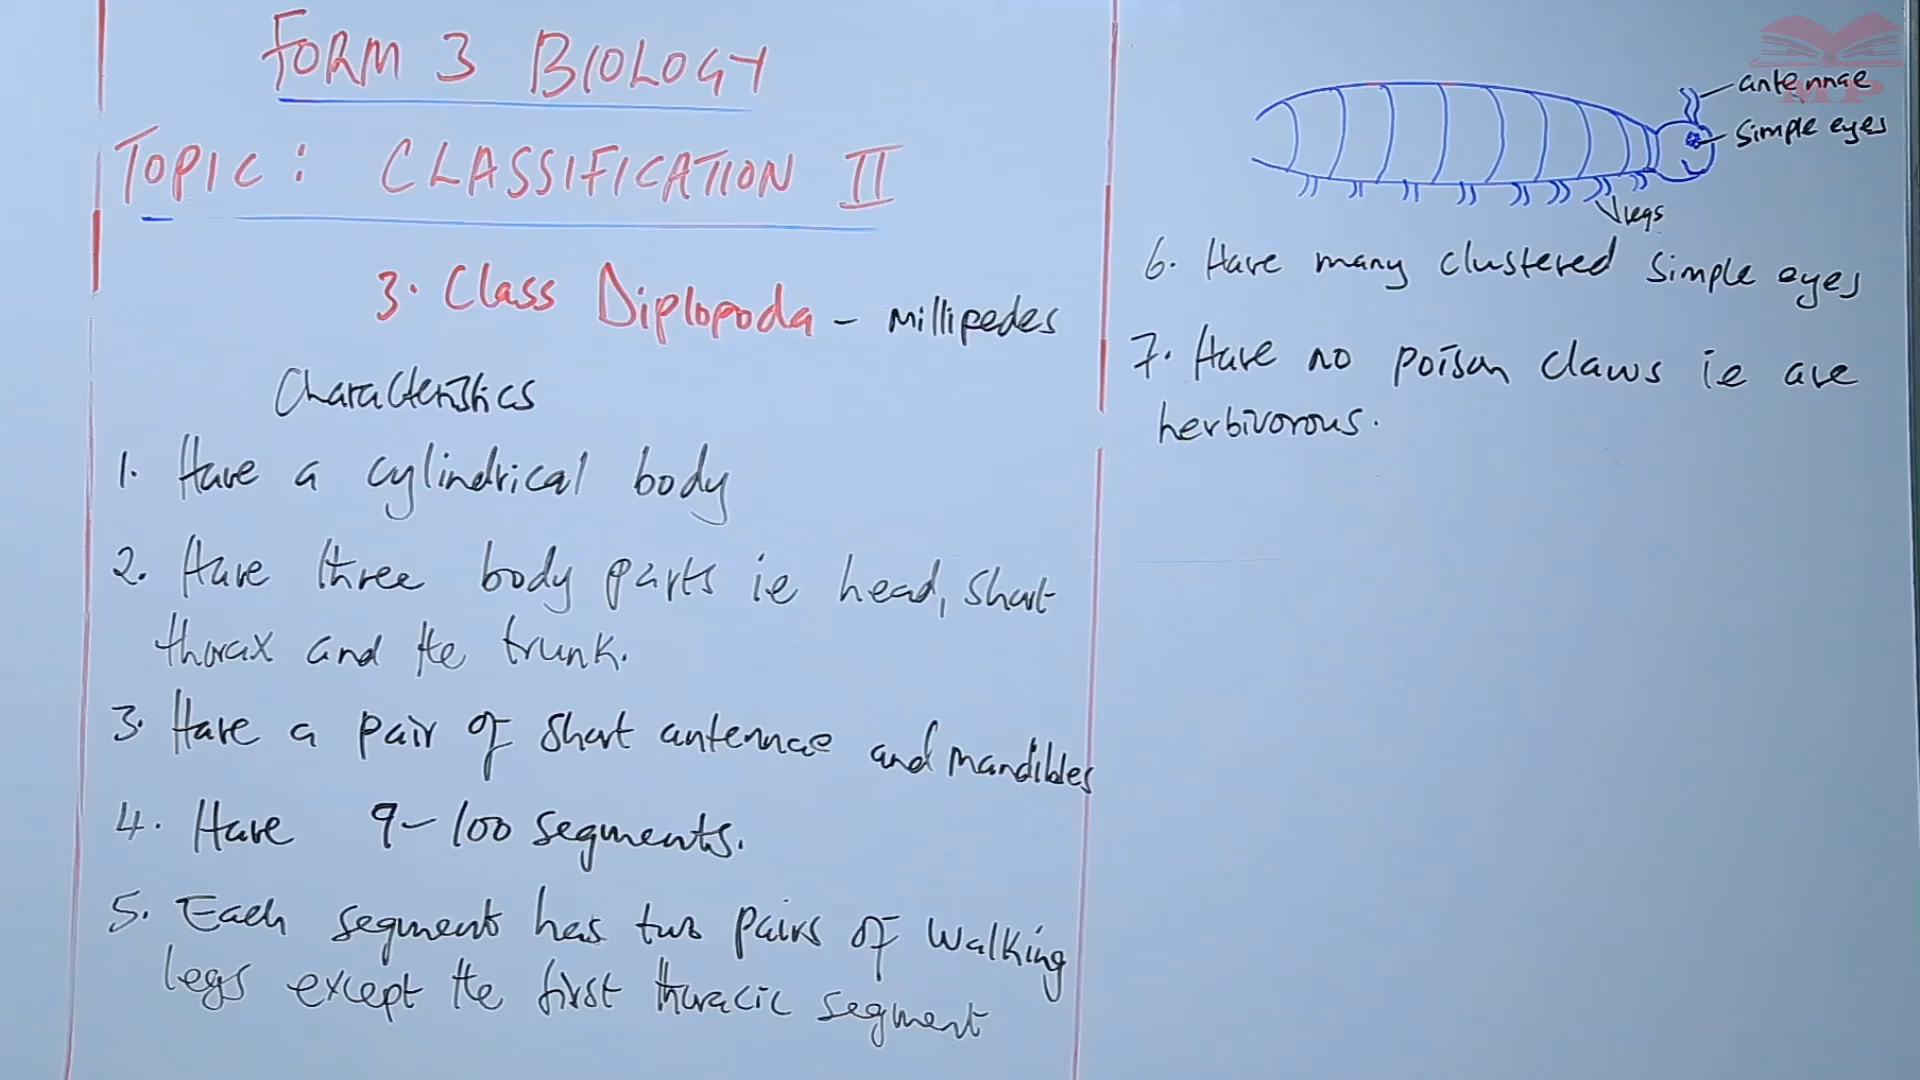 FORM 3 BIOLOGY
TOPIC: CLASSIFICATION II
3. Class Diplopoda - Millipedes
Characteristics
1. Have a cylindrical body
2. Have three body parts ie head, short
thorax and the trunk.
3. Have a pair of short antennae and mandibles
4. Have 9-100 segments.
5. Each segment has two pairs of walking
legs except the first thoracic segment
MP
antennae
Simple eyes
legs
6. Have many clustered simple eyes
7. Have no poison claws ie are
herbivorous.